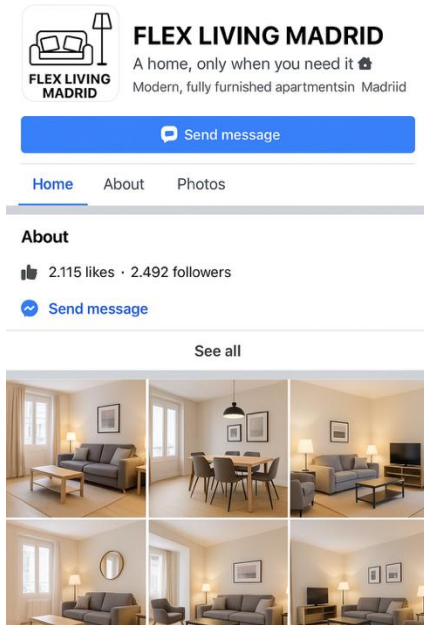 FLEX LIVING
MADRID
FLEX LIVING MADRID
A home, only when you need it
Modern, fully furnished apartmentsin Madriid
Send message
Home About Photos
About
2.115 likes · 2.492 followers
Send message
See all